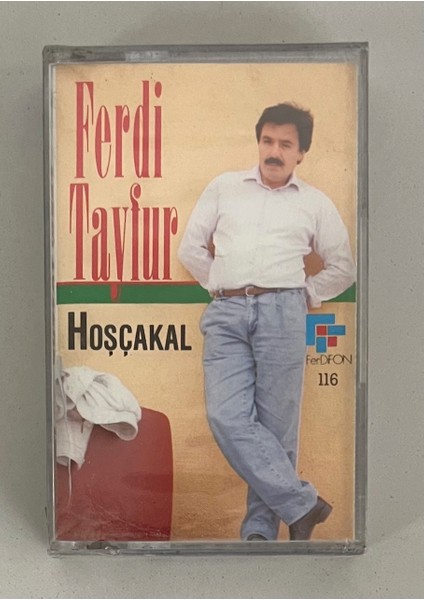 Ferdi
Tayfur
HOŞÇAKAL
FerDİFON
116